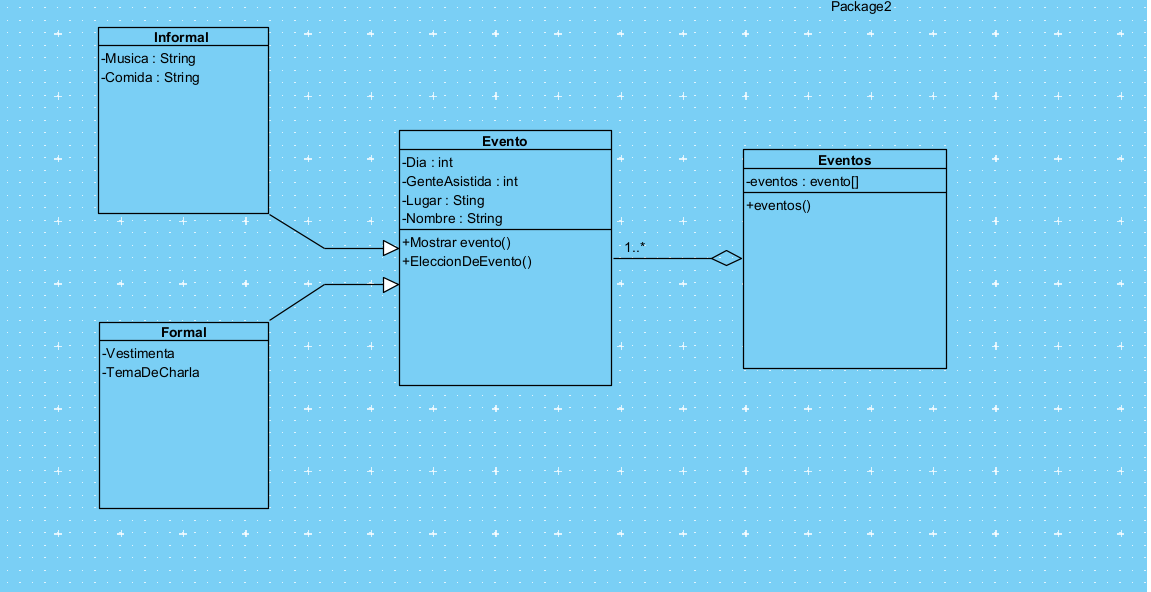 Package2
Informal
-Musica : String
-Comida : String
Evento
-Dia : int
-GenteAsistida : int
-Lugar : Sting
-Nombre : String
+Mostrar evento()
+EleccionDeEvento()
1..*
Eventos
-eventos : evento[]
+eventos()
Formal
-Vestimenta
-TemaDeCharla